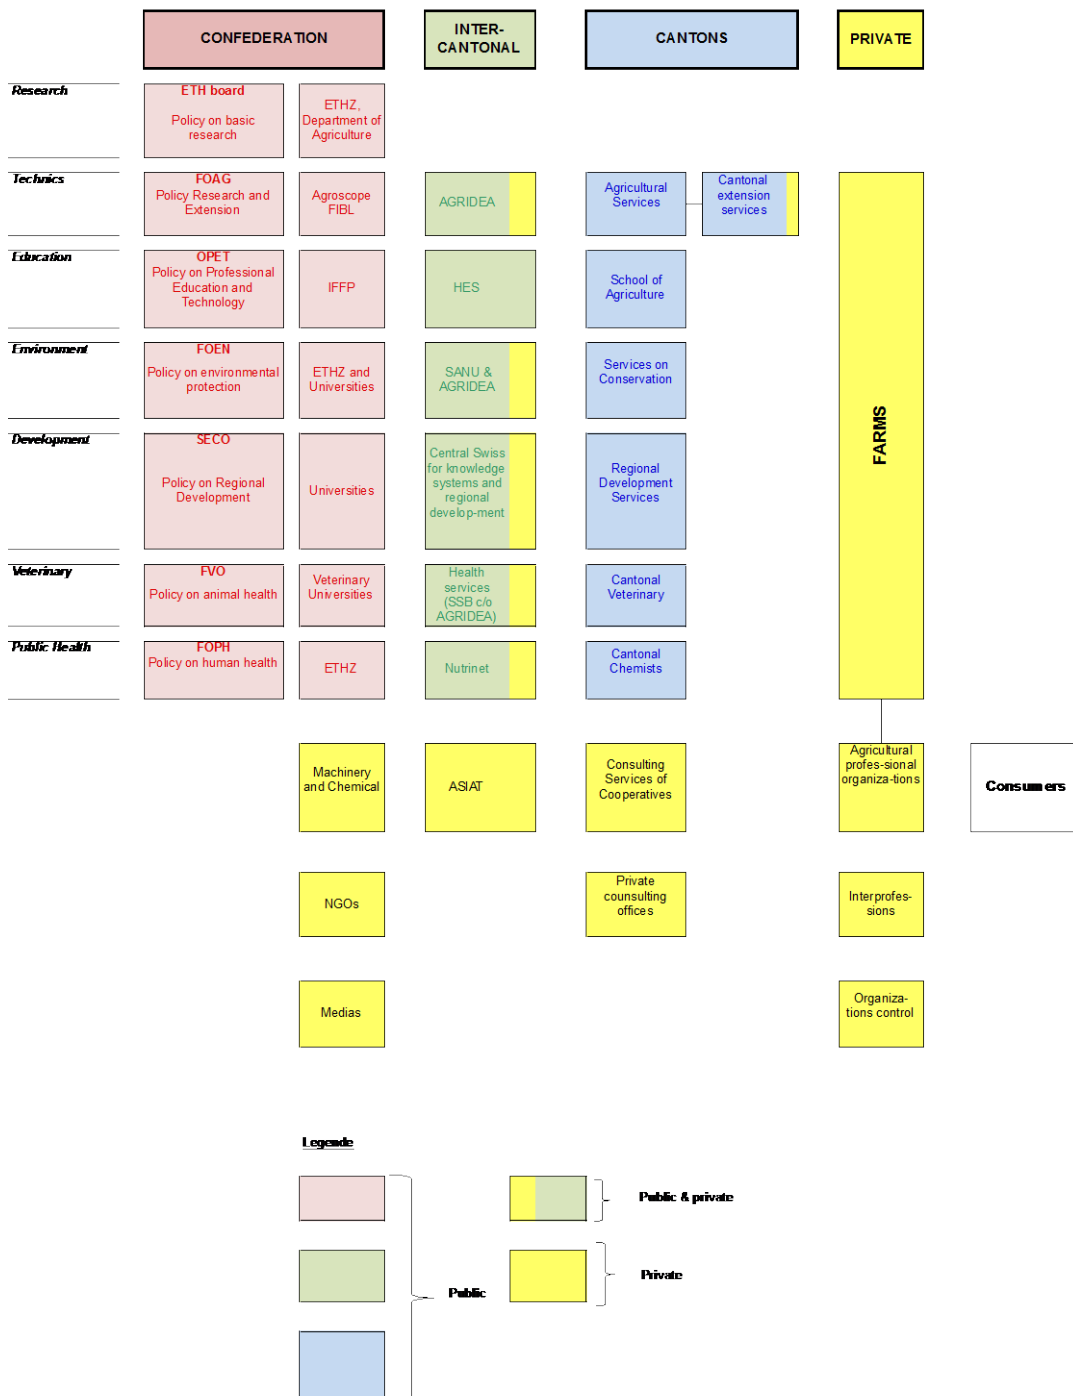 CONFEDERATION
INTER-
CANTONAL
CANTONS
PRIVATE
Research
ETH board
Policy on basic
research
ETHZ,
Department of
Agriculture
Technics
FOAG
Policy Research and
Extension
Agroscope
FIBL
AGRIDEA
Agricultural
Services
Cantonal
extension
services
Education
OPET
Policy on Professional
Education and
Technology
IFFP
HES
School of
Agriculture
Environment
FOEN
Policy on environmental
protection
ETHZ and
Universities
SANU &
AGRIDEA
Services on
Conservation
FARMS
Development
SECO
Policy on Regional
Development
Universities
Central Swiss
for knowledge
systems and
regional
develop-ment
Regional
Development
Services
Veterinary
FVO
Policy on animal health
Veterinary
Universities
Health
services
(SSB c/o
AGRIDEA)
Cantonal
Veterinary
Public Health
FOPH
Policy on human health
ETHZ
Nutrinet
Cantonal
Chemists
Machinery
and Chemical
ASIAT
Consulting
Services of
Cooperatives
Agricultural
profes-sional
organiza-tions
Consumers
NGOs
Private
counsulting
offices
Interprofes-
sions
Medias
Organiza-
tions control
Legende
Public & private
Private
Public